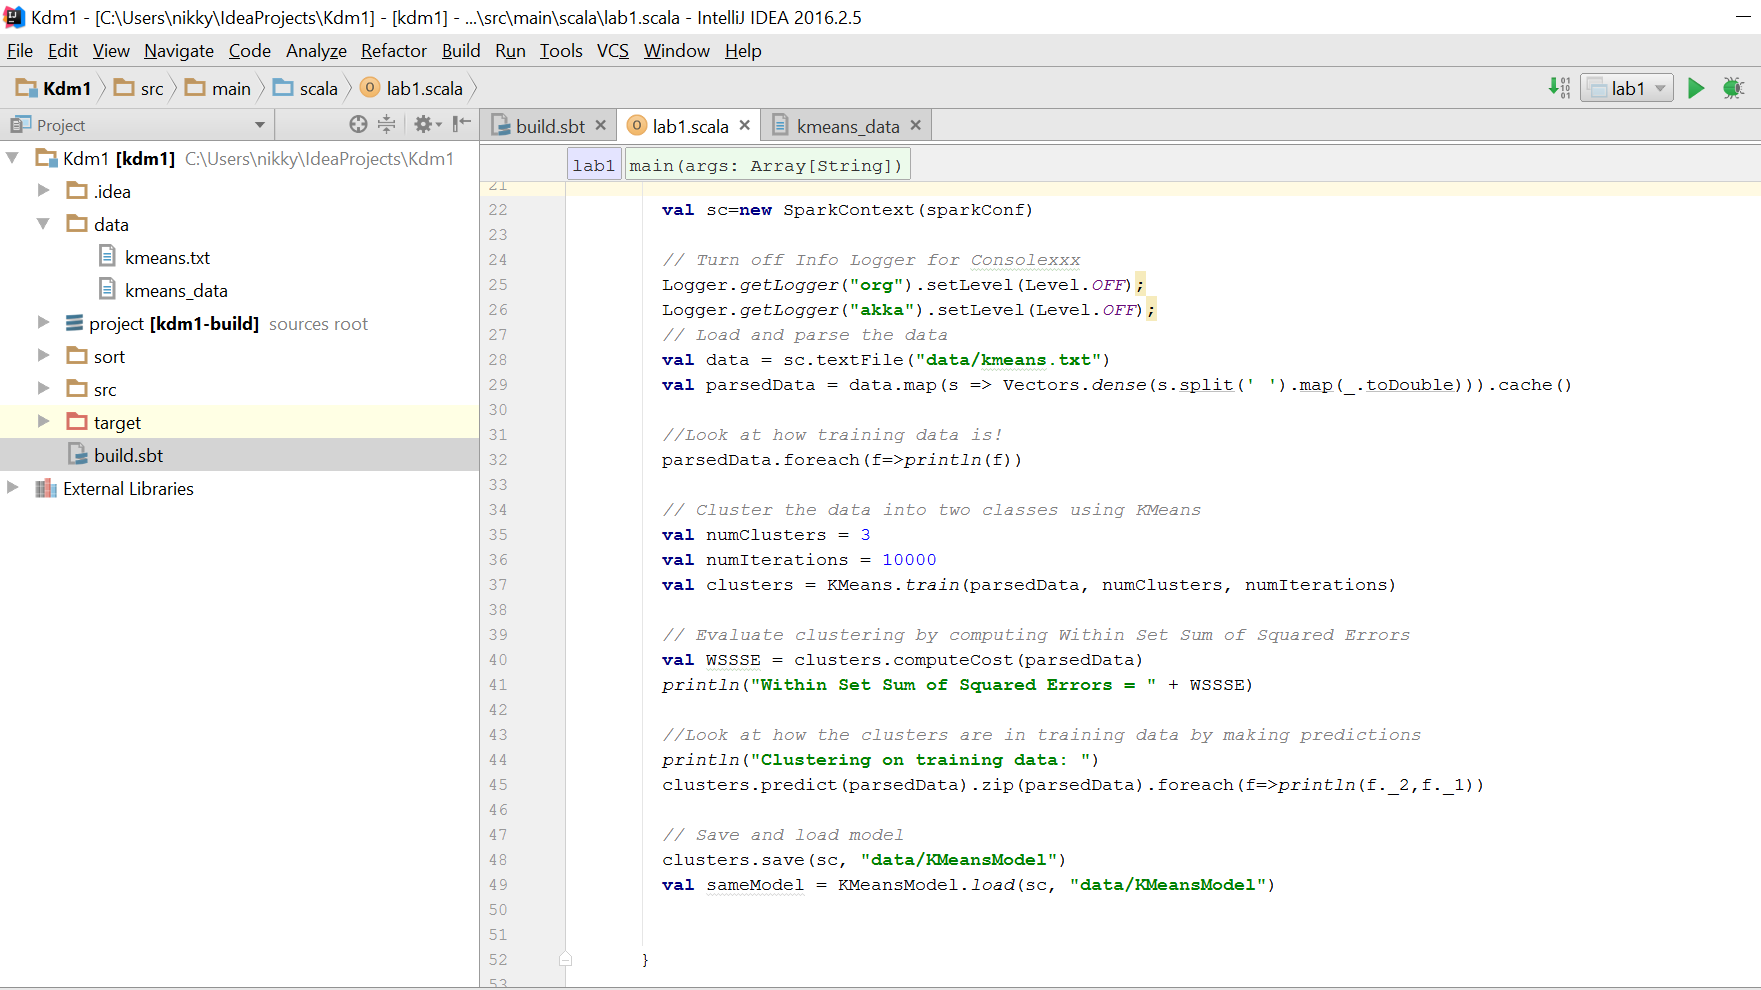 Kdm1 - [C:\Users\nikky\IdeaProjects\Kdm1] - [kdm1] - ...\src\main\scala\lab1.scala - IntelliJ IDEA 2016.2.5
File Edit View Navigate Code Analyze Refactor Build Run Tools VCS Window Help
Kdm1 src main scala lab1.scala lab1
Project build.sbt lab1.scala kmeans_data
Kdm1 [kdm1] C:\Users\nikky\IdeaProjects\Kdm1
.idea
data
kmeans.txt
kmeans_data
project [kdm1-build] sources root
sort
src
target
build.sbt
External Libraries
lab1 main(args: Array[String])
21
22 val sc=new SparkContext(sparkConf)
23
24 // Turn off Info Logger for Consolexxx
25 Logger.getLogger("org").setLevel(Level.OFF);
26 Logger.getLogger("akka").setLevel(Level.OFF);
27 // Load and parse the data
28 val data = sc.textFile("data/kmeans.txt")
29 val parsedData = data.map(s => Vectors.dense(s.split(' ').map(_.toDouble))).cache()
30
31 //Look at how training data is!
32 parsedData.foreach(f=>println(f))
33
34 // Cluster the data into two classes using KMeans
35 val numClusters = 3
36 val numIterations = 10000
37 val clusters = KMeans.train(parsedData, numClusters, numIterations)
38
39 // Evaluate clustering by computing Within Set Sum of Squared Errors
40 val WSSSE = clusters.computeCost(parsedData)
41 println("Within Set Sum of Squared Errors = " + WSSSE)
42
43 //Look at how the clusters are in training data by making predictions
44 println("Clustering on training data: ")
45 clusters.predict(parsedData).zip(parsedData).foreach(f=>println(f._2,f._1))
46
47 // Save and load model
48 clusters.save(sc, "data/KMeansModel")
49 val sameModel = KMeansModel.load(sc, "data/KMeansModel")
50
51
52 }
53